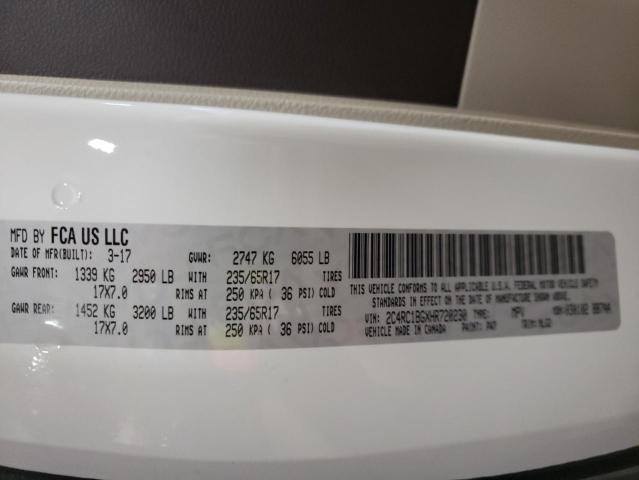 MFD BY FCA US LLC
DATE OF MFR(BUILT): 3-17 GVWR: 2747 KG 6055 LB
GAWR FRONT: 1339 KG 2950 LB WITH 235/65R17 TIRES
17X7.0 RIMS AT 250 KPA ( 36 PSI) COLD
GAWR REAR: 1452 KG 3200 LB WITH 235/65R17 TIRES
17X7.0 RIMS AT 250 KPA ( 36 PSI) COLD
THIS VEHICLE CONFORMS TO ALL APPLICABLE U.S.A. FEDERAL MOTOR VEHICLE SAFETY
STANDARDS IN EFFECT ON THE DATE OF MANUFACTURE SHOWN ABOVE.
VIN: 2C4RC1BGXHR720230 TYPE: MPV
VEHICLE MADE IN CANADA PAINT: PW7 TRIM: